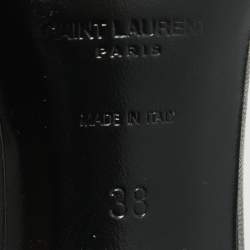 SAINT LAURENT
PARIS
MADE IN ITALY
38